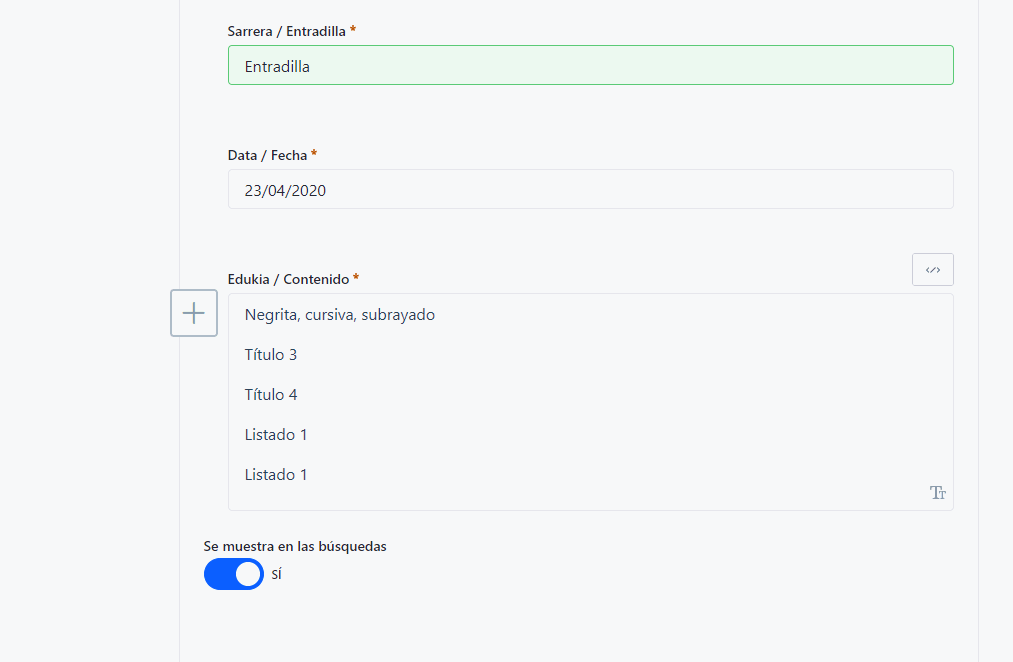 Sarrera / Entradilla *
Entradilla
Data / Fecha *
23/04/2020
Edukia / Contenido *
Negrita, cursiva, subrayado
Título 3
Título 4
Listado 1
Listado 1
Se muestra en las búsquedas
SÍ